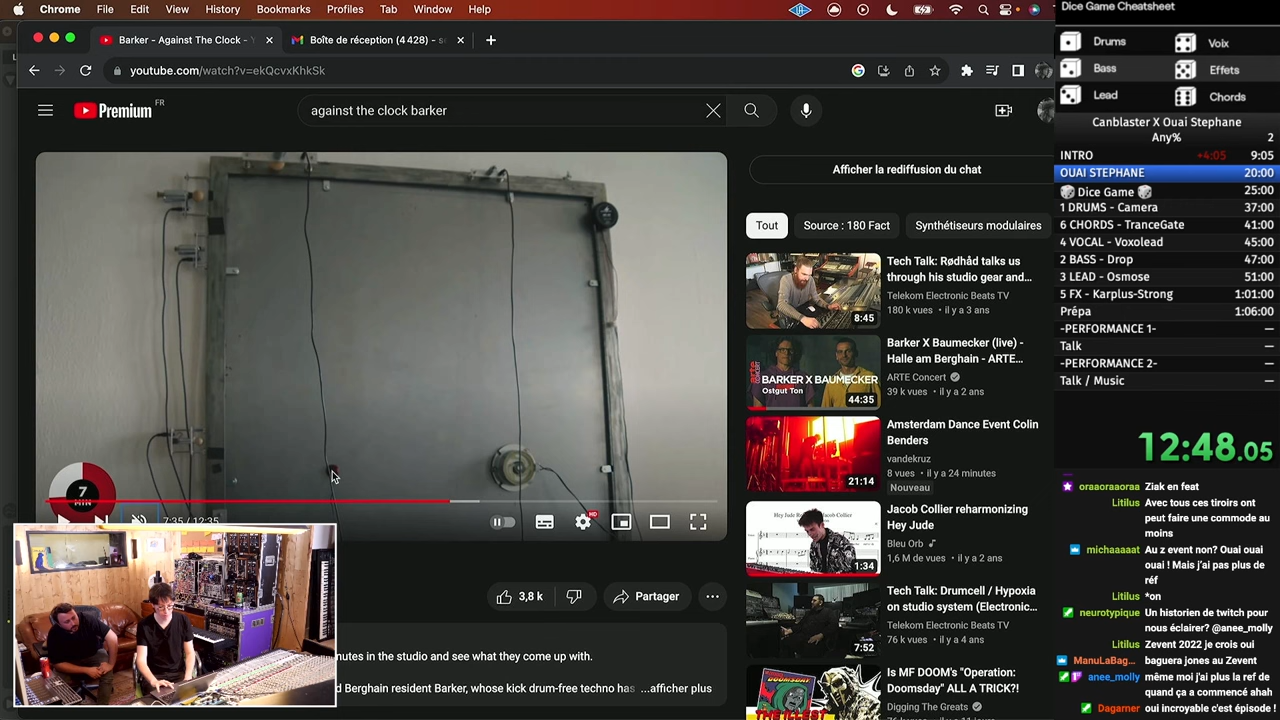 Chrome File Edit View History Bookmarks Profiles Tab Window Help
Barker - Against The Clock -
Boîte de réception (4 428) -
youtube.com/watch?v=ekQcvxKhkSk
Premium FR
against the clock barker
7
MIN
7:35 / 12:35
HD
3,8 k
Partager
nutes in the studio and see what they come up with.
Bergain resident Barker, whose kick drum-free techno has ...afficher plus
Afficher la rediffusion du chat
Tout
Source : 180 Fact
Synthétiseurs modulaires
Tech Talk: Rødhåd talks us
through his studio gear and...
Telekom Electronic Beats TV
180 k vues • il y a 3 ans
8:45
Barker X Baumecker (live) -
Halle am Berghain - ARTE...
ARTE Concert
39 k vues • il y a 2 ans
arte
CONCERT
BARKER X BAUMECKER
Ostgut Ton
44:35
Amsterdam Dance Event Colin
Benders
vandekruz
8 vues • il y a 24 minutes
Nouveau
21:14
Jacob Collier reharmonizing
Hey Jude
Bleu Orb
1,6 M de vues • il y a 2 ans
1:34
Tech Talk: Drumcell / Hypoxia
on studio system (Electronic...
Telekom Electronic Beats TV
76 k vues • il y a 4 ans
7:52
Is MF DOOM's "Operation:
Doomsday" ALL A TRICK?!
Digging The Greats
THE ILLEST
Dice Game Cheatsheet
Drums Voix
Bass Effets
Lead Chords
Canblaster X Ouai Stephane
Any% 2
INTRO +4:05 9:05
OUAI STEPHANE 20:00
Dice Game 25:00
1 DRUMS - Camera 37:00
6 CHORDS - TranceGate 41:00
4 VOCAL - Voxolead 45:00
2 BASS - Drop 47:00
3 LEAD - Osmose 51:00
5 FX - Karplus-Strong 1:01:00
Prépa 1:06:00
-PERFORMANCE 1- —
Talk —
-PERFORMANCE 2- —
Talk / Music —
12:48.05
oraoraoraoraa Ziak en feat
Litilus Avec tous ces tiroirs ont
peut faire une commode au
moins
michaaaaat Au z event non? Ouai ouai
ouai ! Mais j'ai pas plus de
réf
Litilus *on
neurotypique Un historien de twitch pour
nous éclairer? @anee_molly
Litilus Zevent 2022 je crois oui
ManuLaBag... baguera joeras au Zevent
anee_molly même moi j'ai pas la ref de
quand ça a commencé ahah
Dagarner oui incroyable c'est épisode !